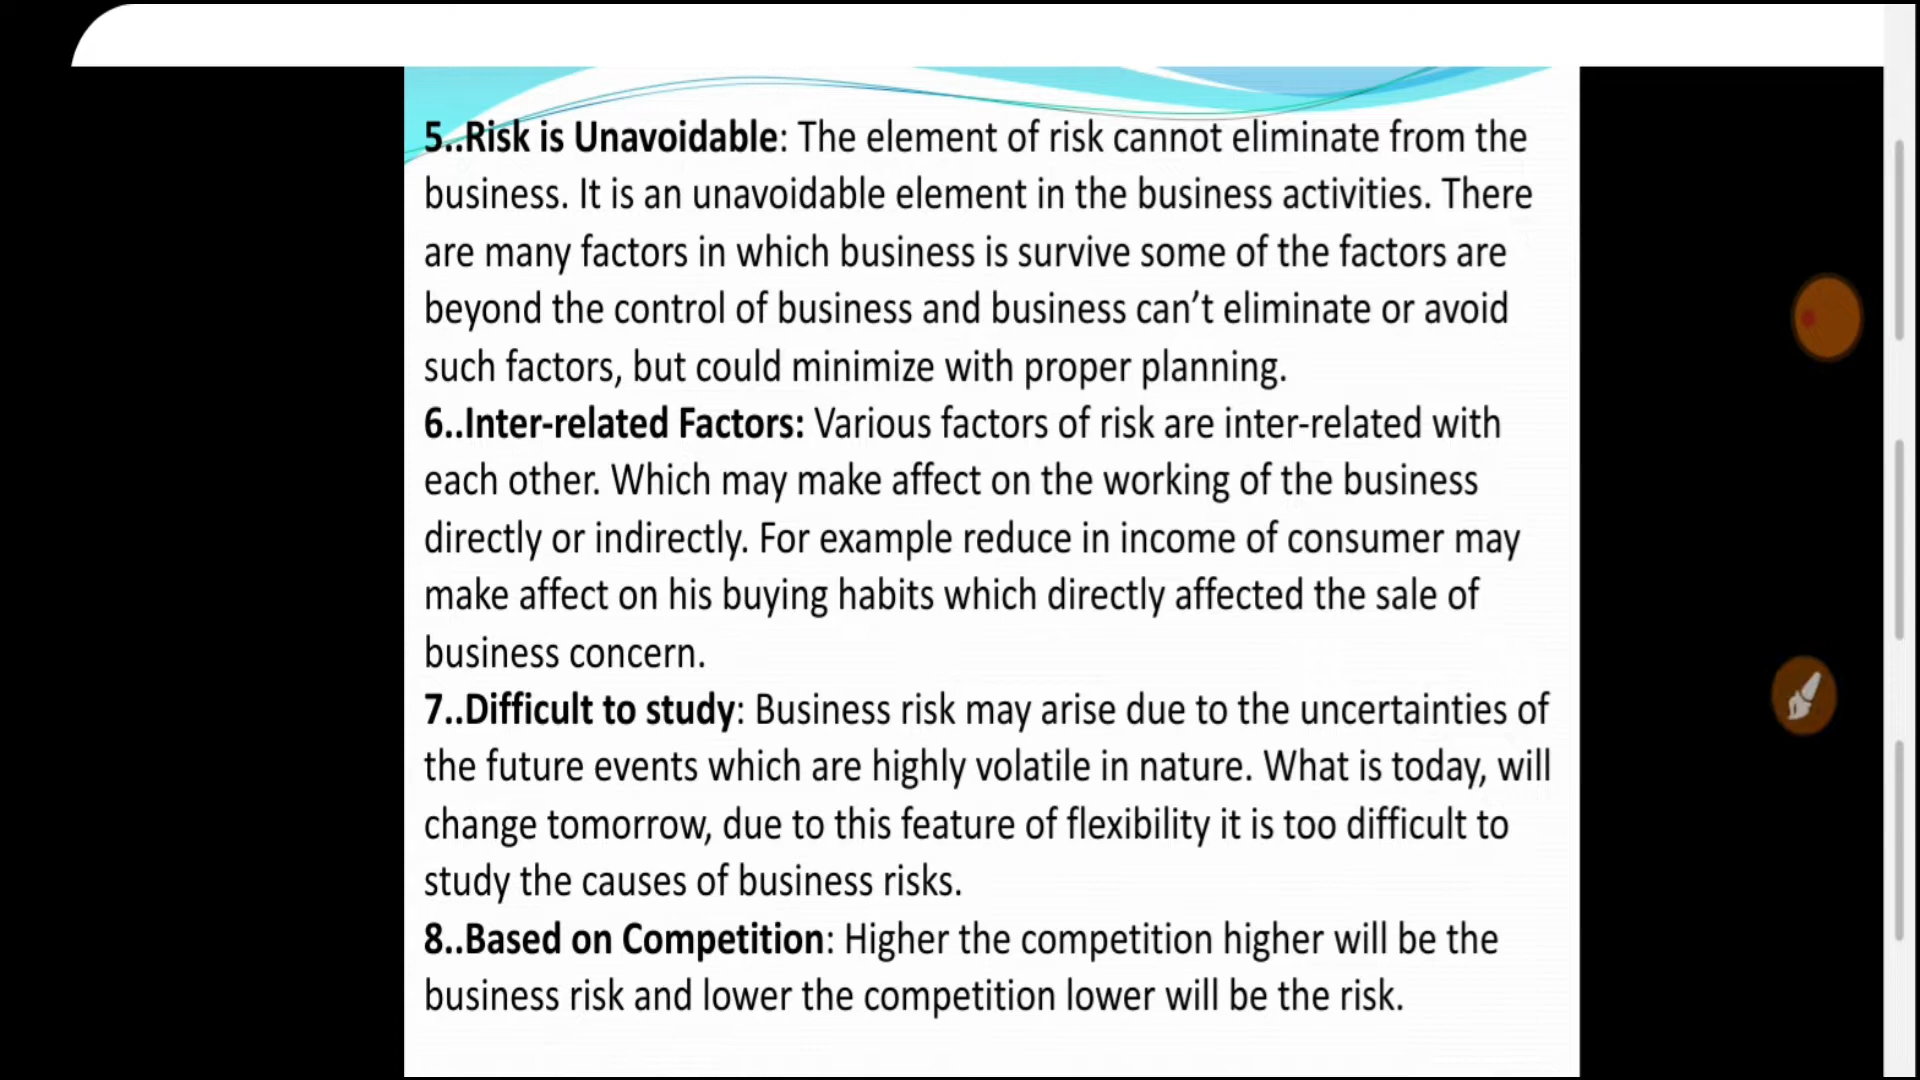 5..Risk is Unavoidable: The element of risk cannot eliminate from the
business. It is an unavoidable element in the business activities. There
are many factors in which business is survive some of the factors are
beyond the control of business and business can’t eliminate or avoid
such factors, but could minimize with proper planning.
6..Inter-related Factors: Various factors of risk are inter-related with
each other. Which may make affect on the working of the business
directly or indirectly. For example reduce in income of consumer may
make affect on his buying habits which directly affected the sale of
business concern.
7..Difficult to study: Business risk may arise due to the uncertainties of
the future events which are highly volatile in nature. What is today, will
change tomorrow, due to this feature of flexibility it is too difficult to
study the causes of business risks.
8..Based on Competition: Higher the competition higher will be the
business risk and lower the competition lower will be the risk.